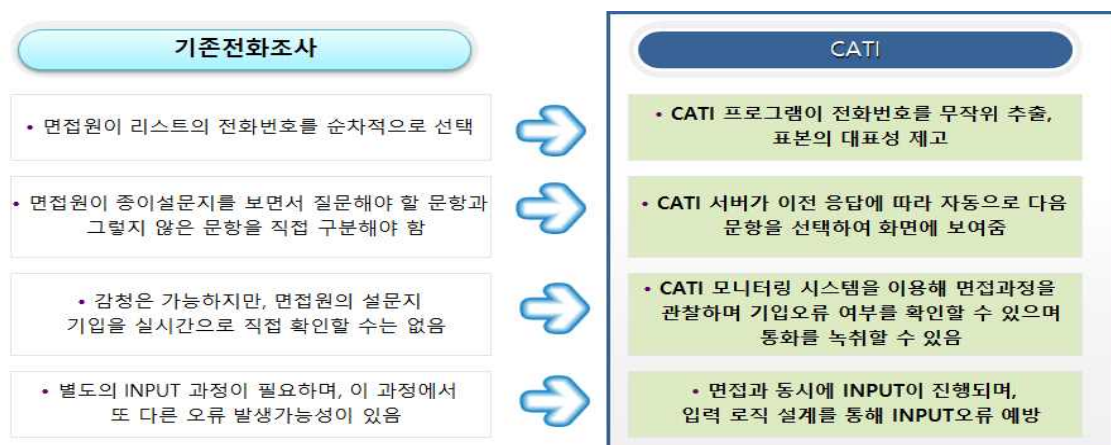 기존전화조사
CATI
• 면접원이 리스트의 전화번호를 순차적으로 선택
• CATI 프로그램이 전화번호를 무작위 추출,
표본의 대표성 제고
• 면접원이 종이설문지를 보면서 질문해야 할 문항과
그렇지 않은 문항을 직접 구분해야 함
• CATI 서버가 이전 응답에 따라 자동으로 다음
문항을 선택하여 화면에 보여줌
• 감청은 가능하지만, 면접원의 설문지
기입을 실시간으로 직접 확인할 수는 없음
• CATI 모니터링 시스템을 이용해 면접과정을
관찰하며 기입오류 여부를 확인할 수 있으며
통화를 녹취할 수 있음
• 별도의 INPUT 과정이 필요하며, 이 과정에서
또 다른 오류 발생가능성이 있음
• 면접과 동시에 INPUT이 진행되며,
입력 로직 설계를 통해 INPUT오류 예방